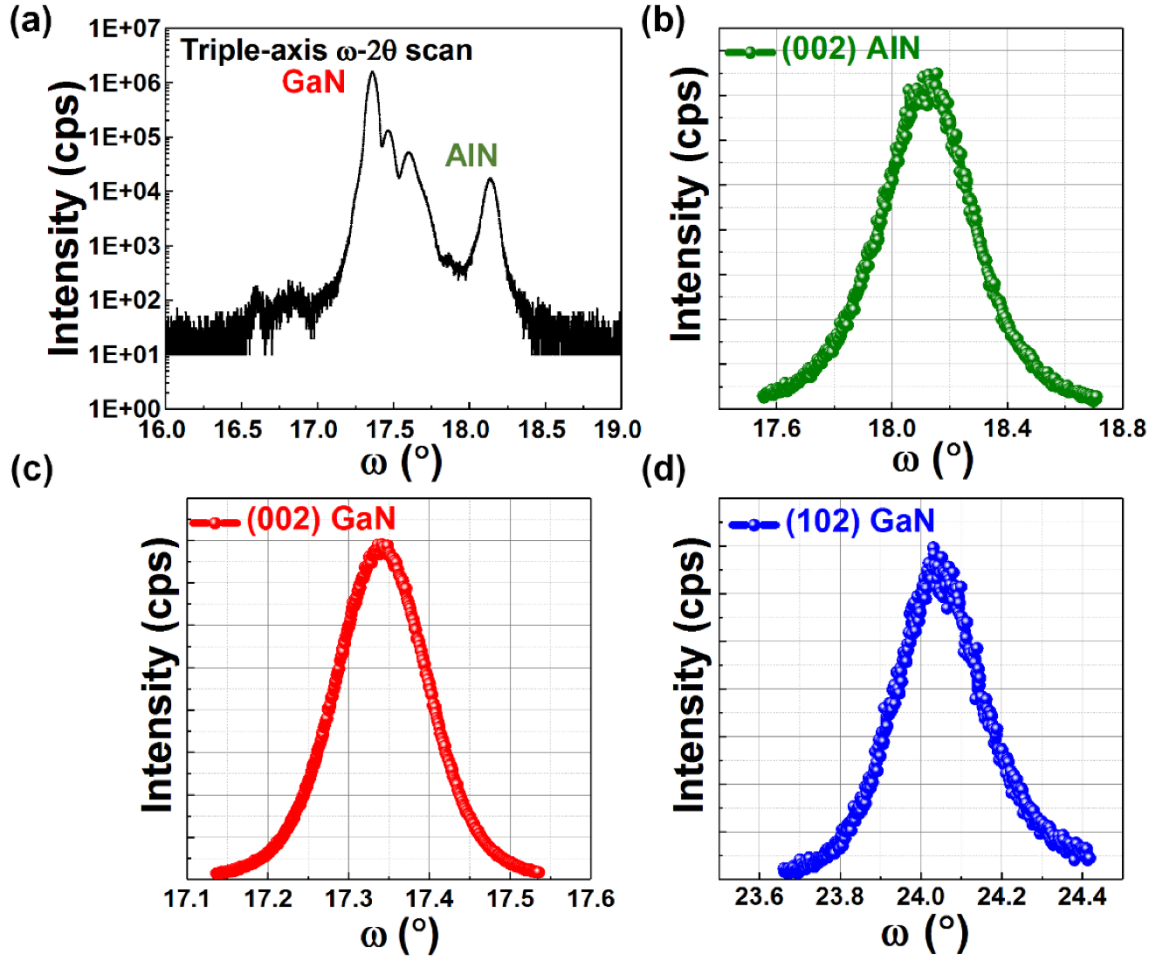 (a)
Triple-axis ω-2θ scan
GaN
AlN
Intensity (cps)
1E+07
1E+06
1E+05
1E+04
1E+03
1E+02
1E+01
1E+00
16.0 16.5 17.0 17.5 18.0 18.5 19.0
ω (°)
(b)
(002) AlN
Intensity (cps)
17.6 18.0 18.4 18.8
ω (°)
(c)
(002) GaN
Intensity (cps)
17.1 17.2 17.3 17.4 17.5 17.6
ω (°)
(d)
(102) GaN
Intensity (cps)
23.6 23.8 24.0 24.2 24.4
ω (°)